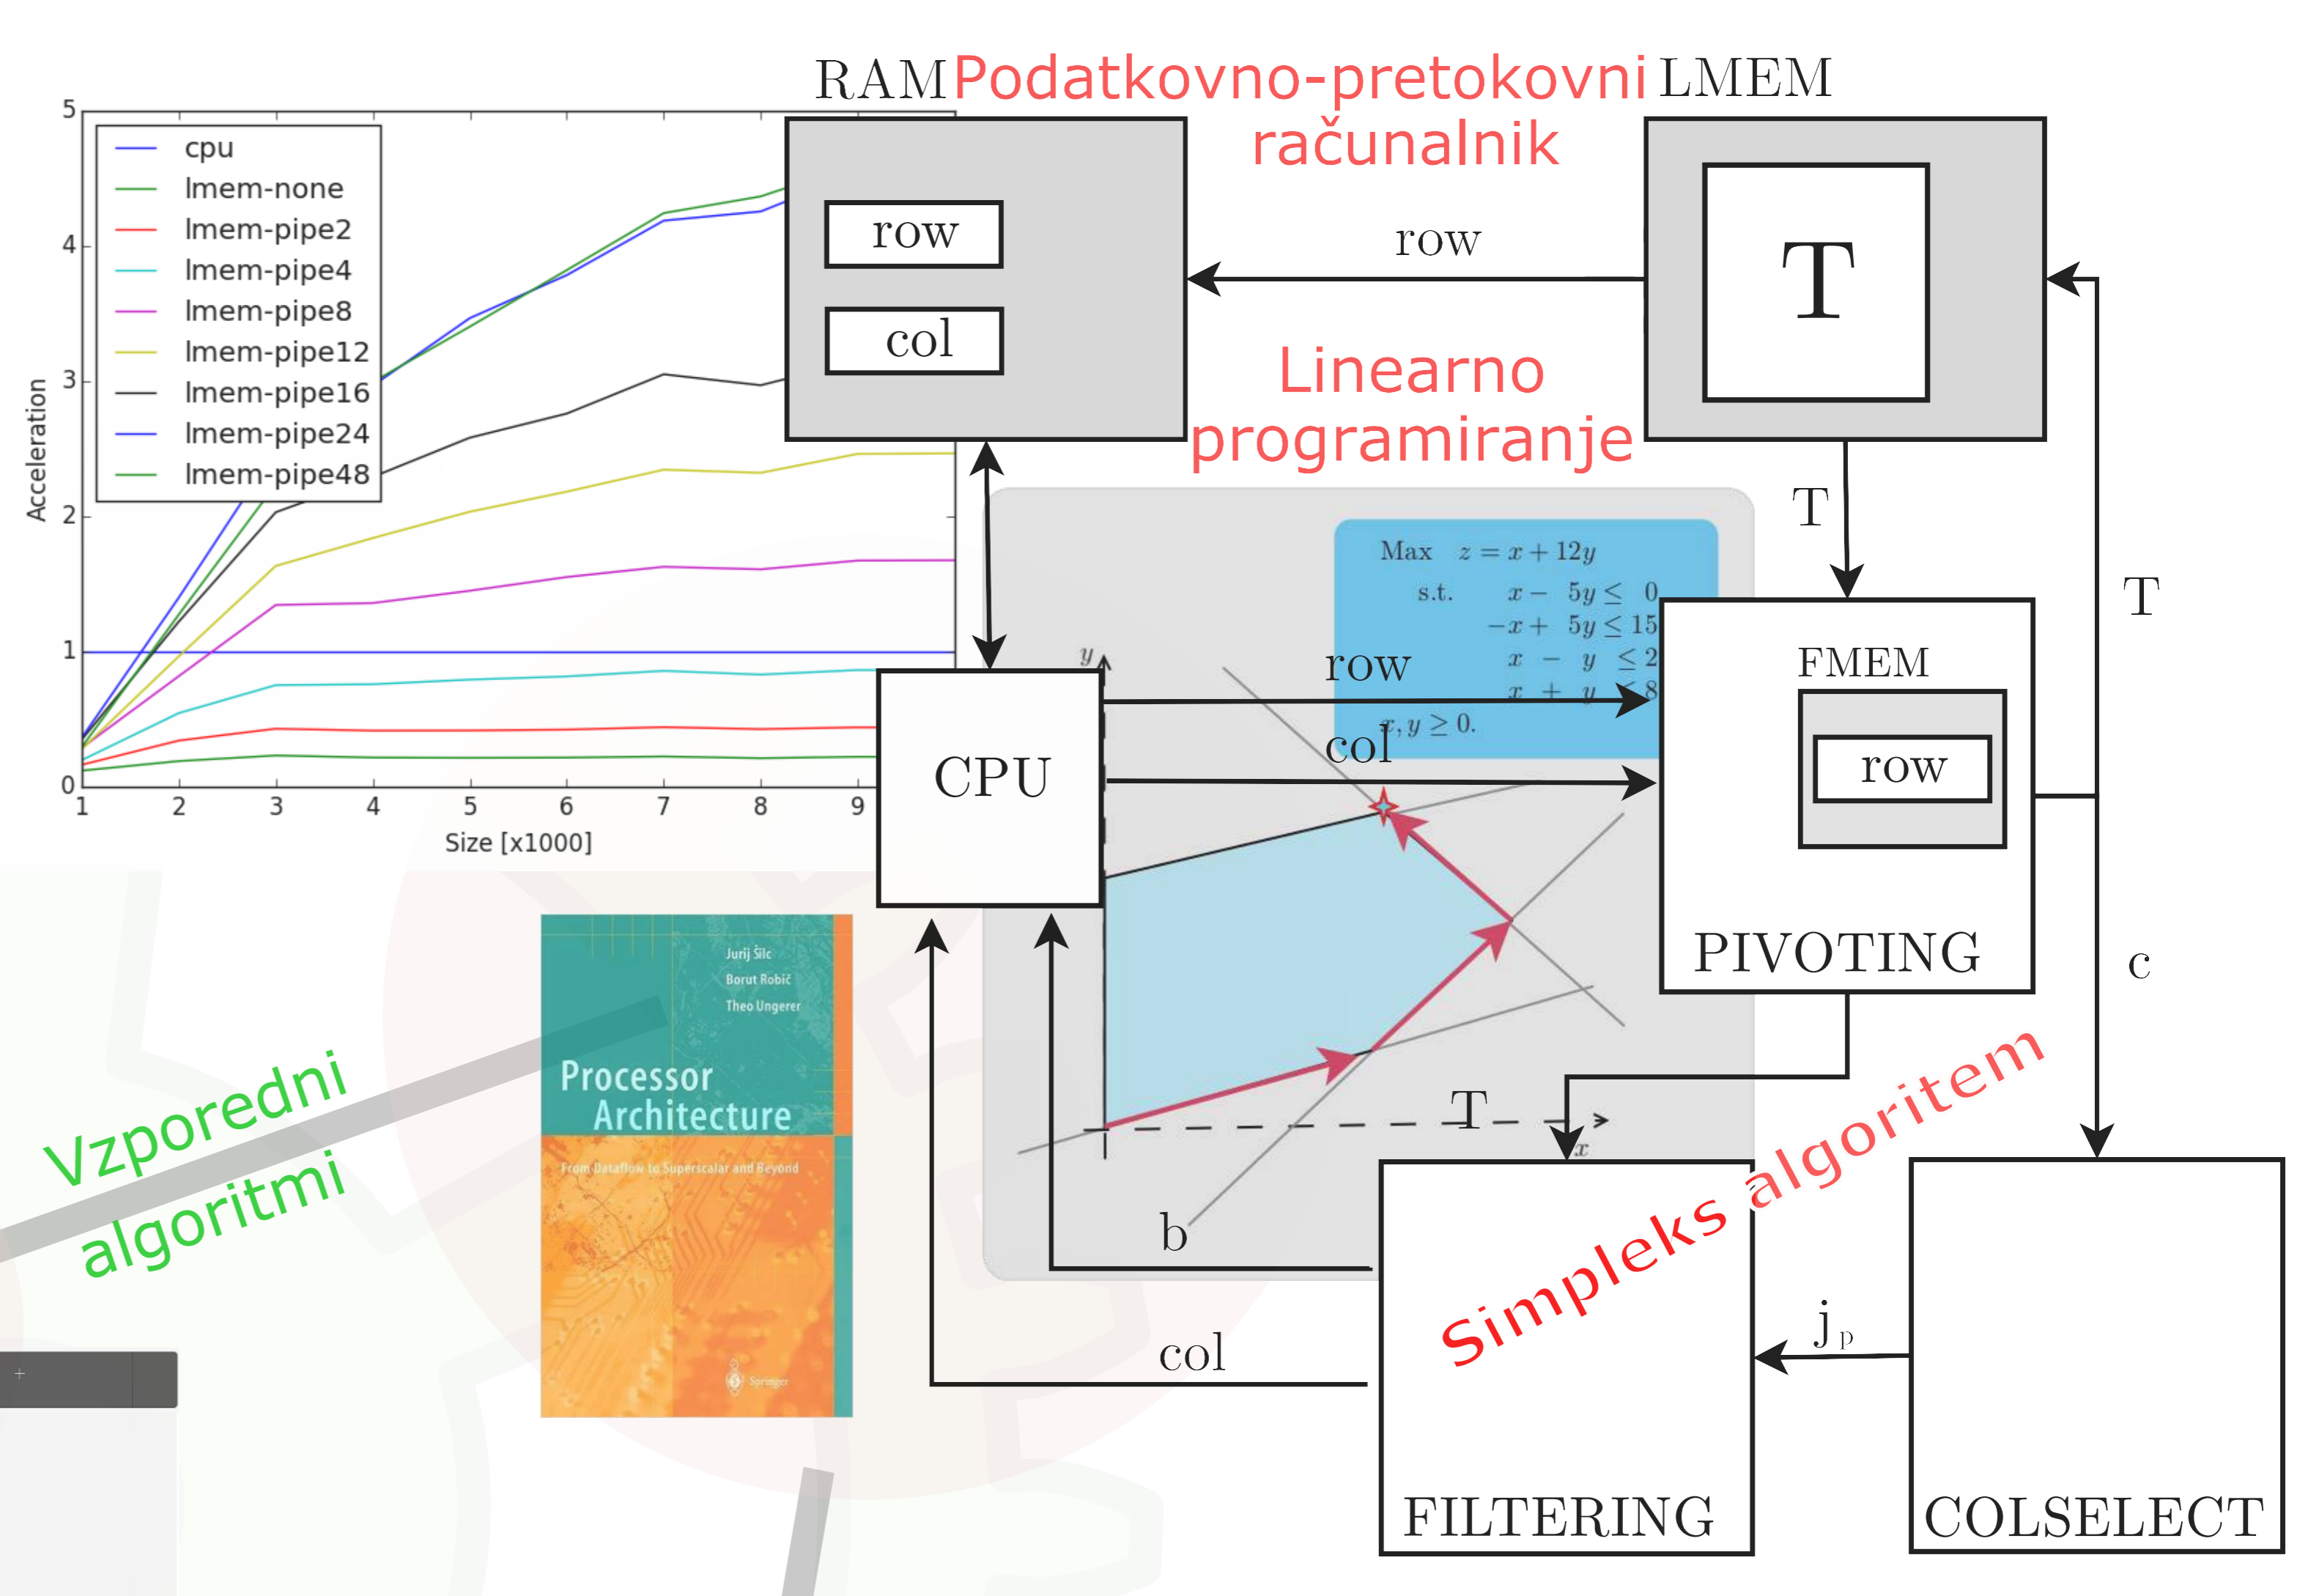 RAM
Podatkovno-pretokovni
računalnik
LMEM
5
4
3
2
1
0
Acceleration
cpu
lmem-none
lmem-pipe2
lmem-pipe4
lmem-pipe8
lmem-pipe12
lmem-pipe16
lmem-pipe24
lmem-pipe48
1 2 3 4 5 6 7 8 9
Size [x1000]
row
col
row
T
Linearno
programiranje
T
T
Max z = x + 12y
s.t. x − 5y ≤ 0
−x + 5y ≤ 15
x − y ≤ 2
x + y ≤ 8
x, y ≥ 0.
y
x
row
col
CPU
FMEM
row
PIVOTING
c
T
b
col
j p
FILTERING
COLSELECT
Simpleks algoritem
Vzporedni
algoritmi
Jurij Šilc
Borut Robič
Theo Ungerer
Processor
Architecture
From Dataflow to Superscalar and Beyond
Springer